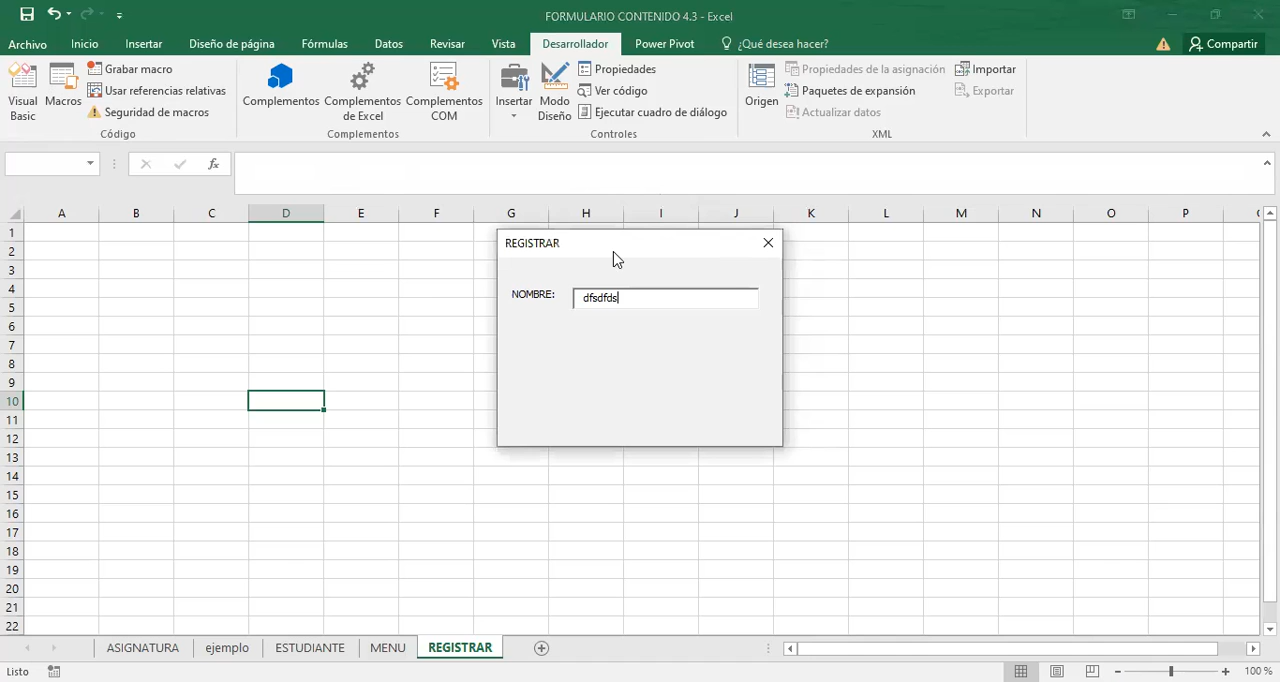 FORMULARIO CONTENIDO 4.3 - Excel
Archivo Inicio Insertar Diseño de página Fórmulas Datos Revisar Vista Desarrollador Power Pivot ¿Qué desea hacer? Compartir
Visual Basic
Macros
Grabar macro
Usar referencias relativas
Seguridad de macros
Código
Complementos
Complementos de Excel
Complementos COM
Complementos
Insertar
Modo Diseño
Propiedades
Ver código
Ejecutar cuadro de diálogo
Controles
Origen
Propiedades de la asignación
Paquetes de expansión
Actualizar datos
Importar
Exportar
XML
fx
A B C D E F G H I J K L M N O P
1
2
3
4
5
6
7
8
9
10
11
12
13
14
15
16
17
18
19
20
21
22
REGISTRAR
NOMBRE: dfsdfds
ASIGNATURA ejemplo ESTUDIANTE MENU REGISTRAR
Listo
100 %